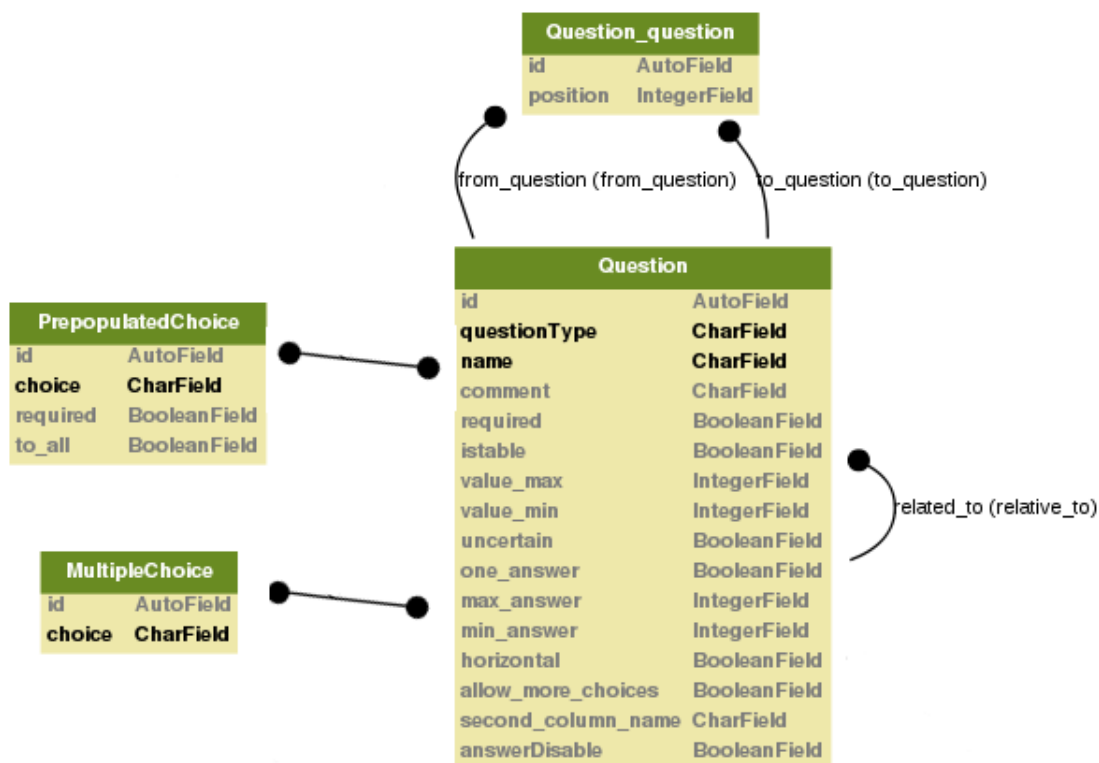 Question_question
id AutoField
position IntegerField
from_question (from_question) to_question (to_question)
Question
id AutoField
questionType CharField
name CharField
comment CharField
required BooleanField
istable BooleanField
value_max IntegerField
value_min IntegerField
uncertain BooleanField
one_answer BooleanField
max_answer IntegerField
min_answer IntegerField
horizontal BooleanField
allow_more_choices BooleanField
second_column_name CharField
answerDisable BooleanField
PrepopulatedChoice
id AutoField
choice CharField
required BooleanField
to_all BooleanField
related_to (relative_to)
MultipleChoice
id AutoField
choice CharField